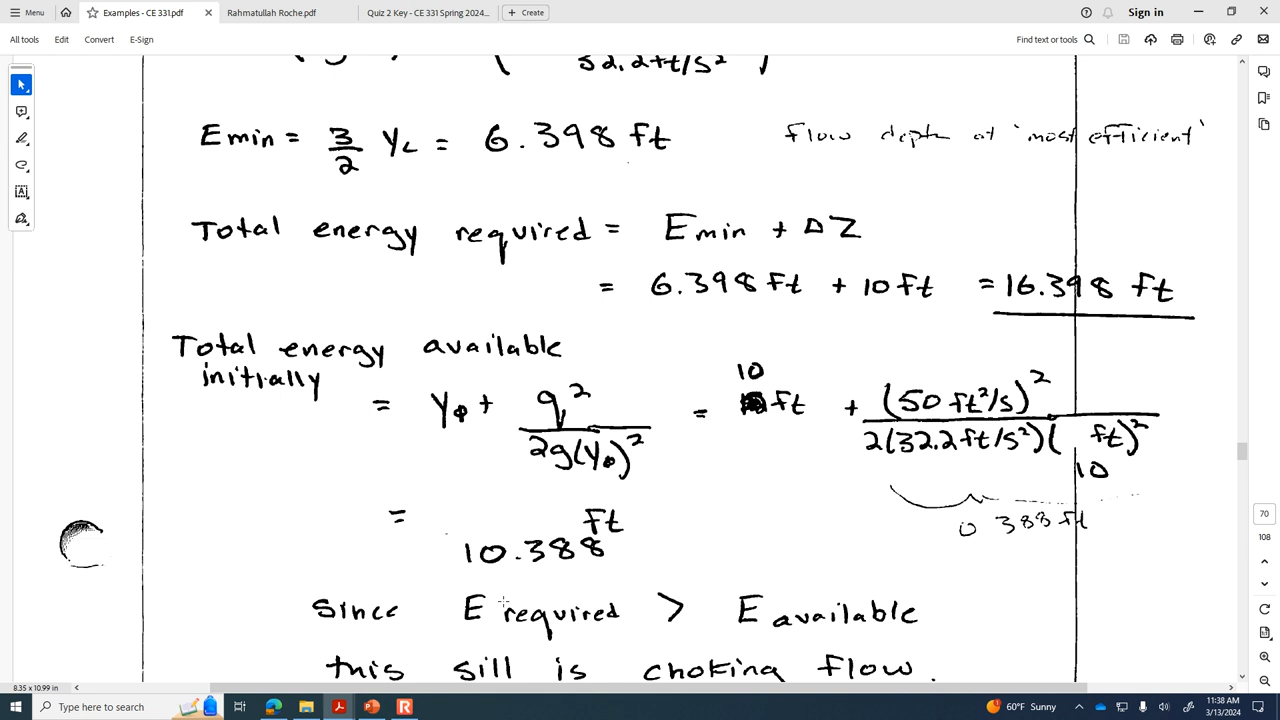 Menu
Examples - CE 331.pdf
Rahmatullah Roche.pdf
Quiz 2 Key - CE 331 Spring 2024...
+ Create
Sign in
All tools Edit Convert E-Sign
Find text or tools
Emin = 3/2 yc = 6.398 ft
flow depth at 'most efficient'
Total energy required = Emin + ΔZ
= 6.398 ft + 10 ft = 16.398 ft
Total energy available
initially
= y0 + q² / 2g(y0)² = 10 ft + (50 ft²/s)² / 2(32.2 ft/s²)( ft)²
10
0.388 ft
= ft
10.388
Since E required > E available
this sill is choking flow.
70
108
8.35 x 10.99 in
Type here to search
60°F Sunny
11:38 AM
3/13/2024